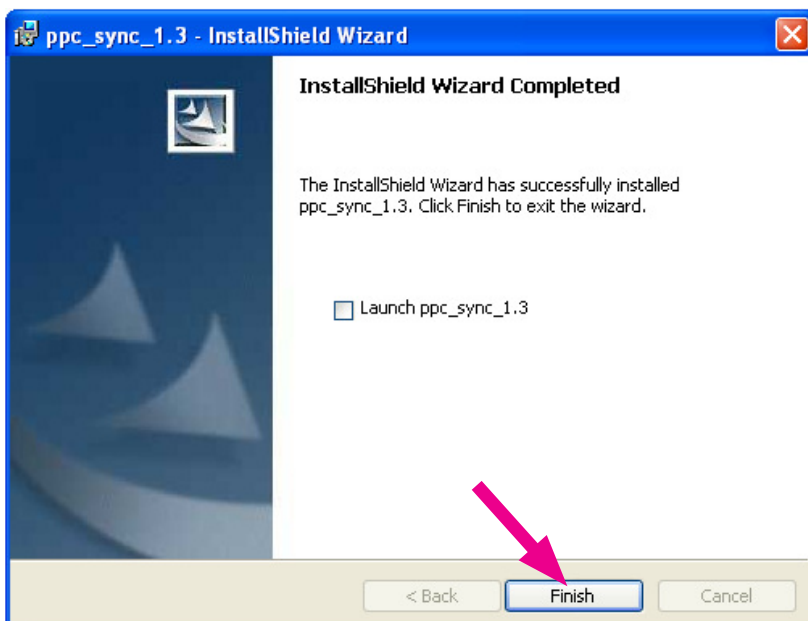 ppc_sync_1.3 - InstallShield Wizard
InstallShield Wizard Completed
The InstallShield Wizard has successfully installed
ppc_sync_1.3. Click Finish to exit the wizard.
Launch ppc_sync_1.3
< Back Finish Cancel